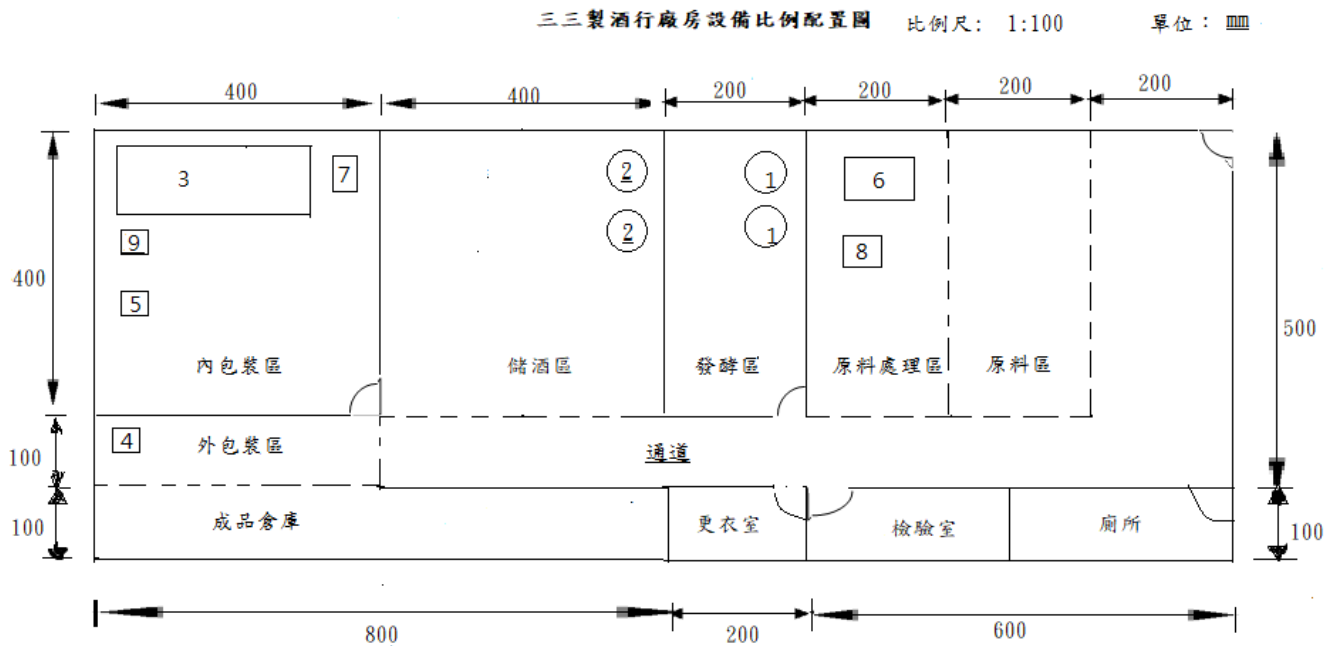 三三製酒行廠房設備比例配置圖 比例尺: 1:100 單位: mm
400 400 200 200 200 200
3 7 2 1 6
2 1
9 8
5
400
500
內包裝區 儲酒區 發酵區 原料處理區 原料區
4 外包裝區 通道
100
成品倉庫 更衣室 檢驗室 廁所
100 100
800 200 600